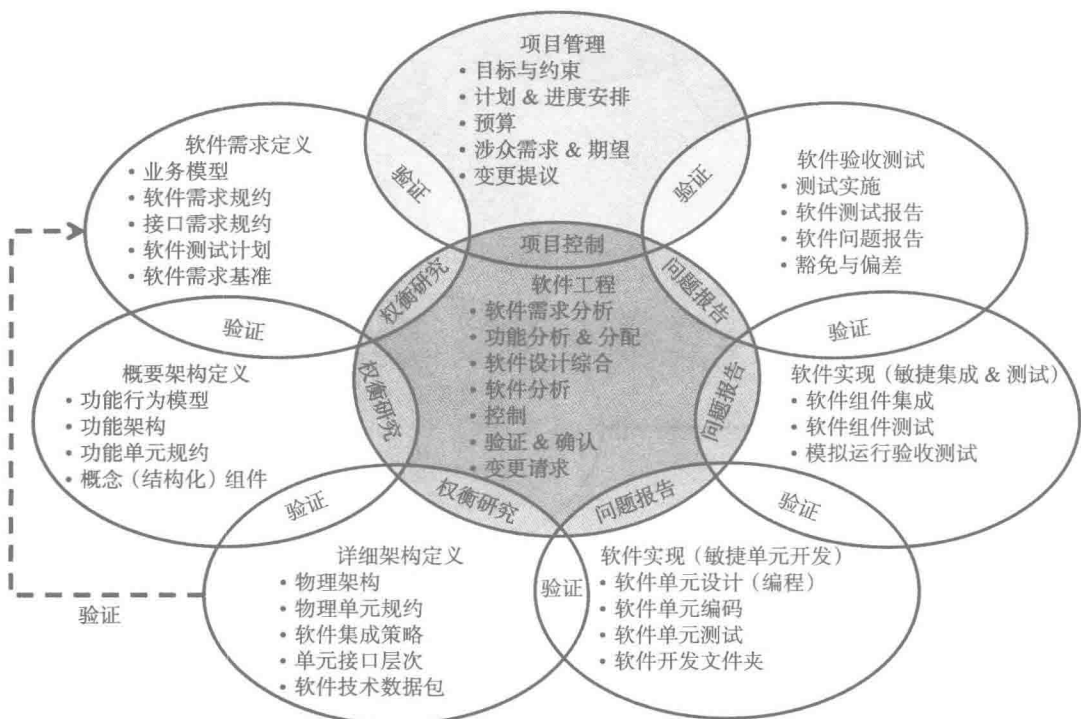 项目管理
• 目标与约束
• 计划 & 进度安排
• 预算
• 涉众需求 & 期望
• 变更提议
软件需求定义
• 业务模型
• 软件需求规约
• 接口需求规约
• 软件测试计划
• 软件需求基准
验证
验证
软件验收测试
• 测试实施
• 软件测试报告
• 软件问题报告
• 豁免与偏差
项目控制
软件工程
• 软件需求分析
• 功能分析 & 分配
• 软件设计综合
• 软件分析
• 控制
• 验证 & 确认
• 变更请求
权衡研究
问题报告
验证
验证
概要架构定义
• 功能行为模型
• 功能架构
• 功能单元规约
• 概念（结构化）组件
权衡研究
问题报告
软件实现（敏捷集成 & 测试）
• 软件组件集成
• 软件组件测试
• 模拟运行验收测试
验证
权衡研究
问题报告
验证
详细架构定义
• 物理架构
• 物理单元规约
• 软件集成策略
• 单元接口层次
• 软件技术数据包
验证
软件实现（敏捷单元开发）
• 软件单元设计（编程）
• 软件单元编码
• 软件单元测试
• 软件开发文件夹
验证